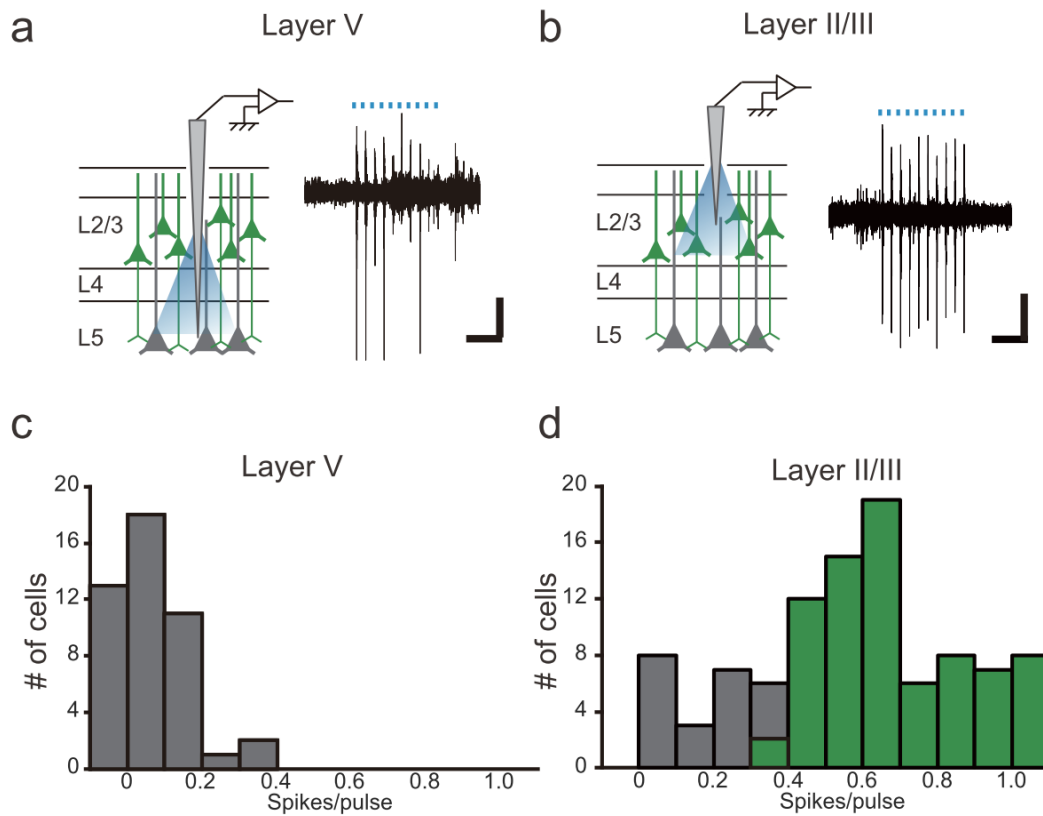 a
Layer V
b
Layer II/III
L2/3
L4
L5
L2/3
L4
L5
c
Layer V
20
16
12
8
4
0
# of cells
0
0.2
0.4
0.6
0.8
1.0
Spikes/pulse
d
Layer II/III
20
16
12
8
4
0
# of cells
0
0.2
0.4
0.6
0.8
1.0
Spikes/pulse